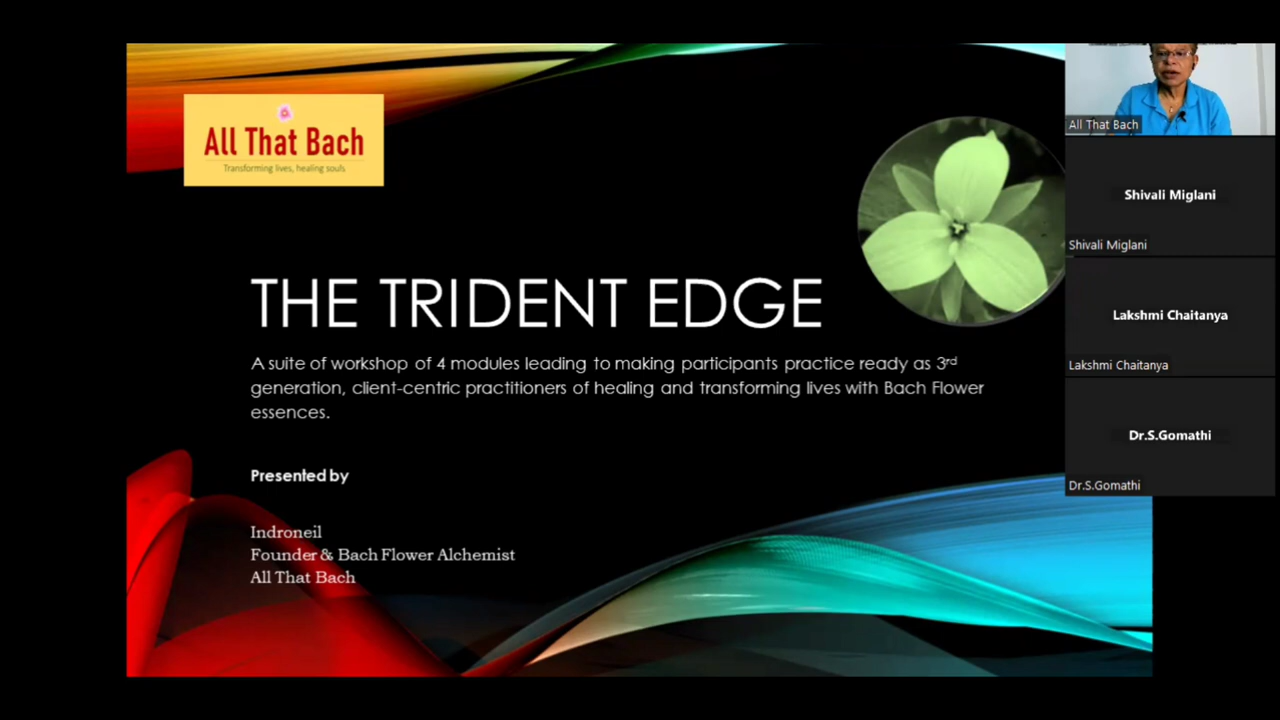 All That Bach
Transforming lives, healing souls
THE TRIDENT EDGE
A suite of workshop of 4 modules leading to making participants practice ready as 3rd
generation, client-centric practitioners of healing and transforming lives with Bach Flower
essences.
Presented by
Indroneil
Founder & Bach Flower Alchemist
All That Bach
All That Bach
Shivali Miglani
Shivali Miglani
Lakshmi Chaitanya
Lakshmi Chaitanya
Dr.S.Gomathi
Dr.S.Gomathi